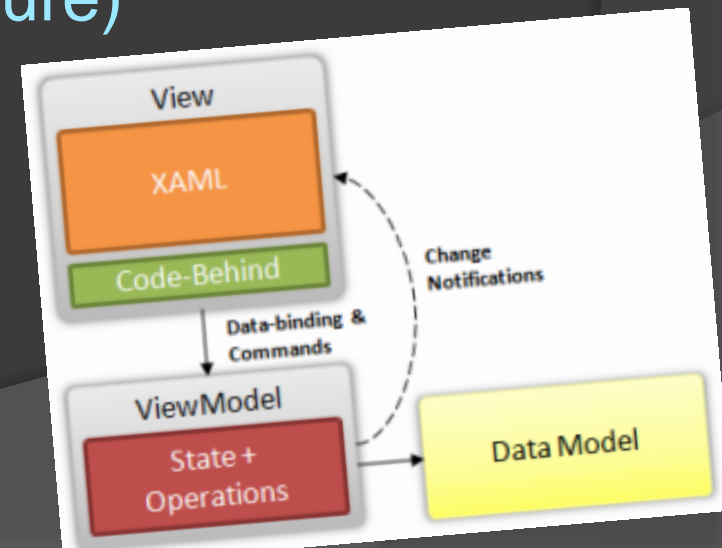 ure)
View
XAML
Code-Behind
Data-binding &
Commands
Change
Notifications
ViewModel
State +
Operations
Data Model